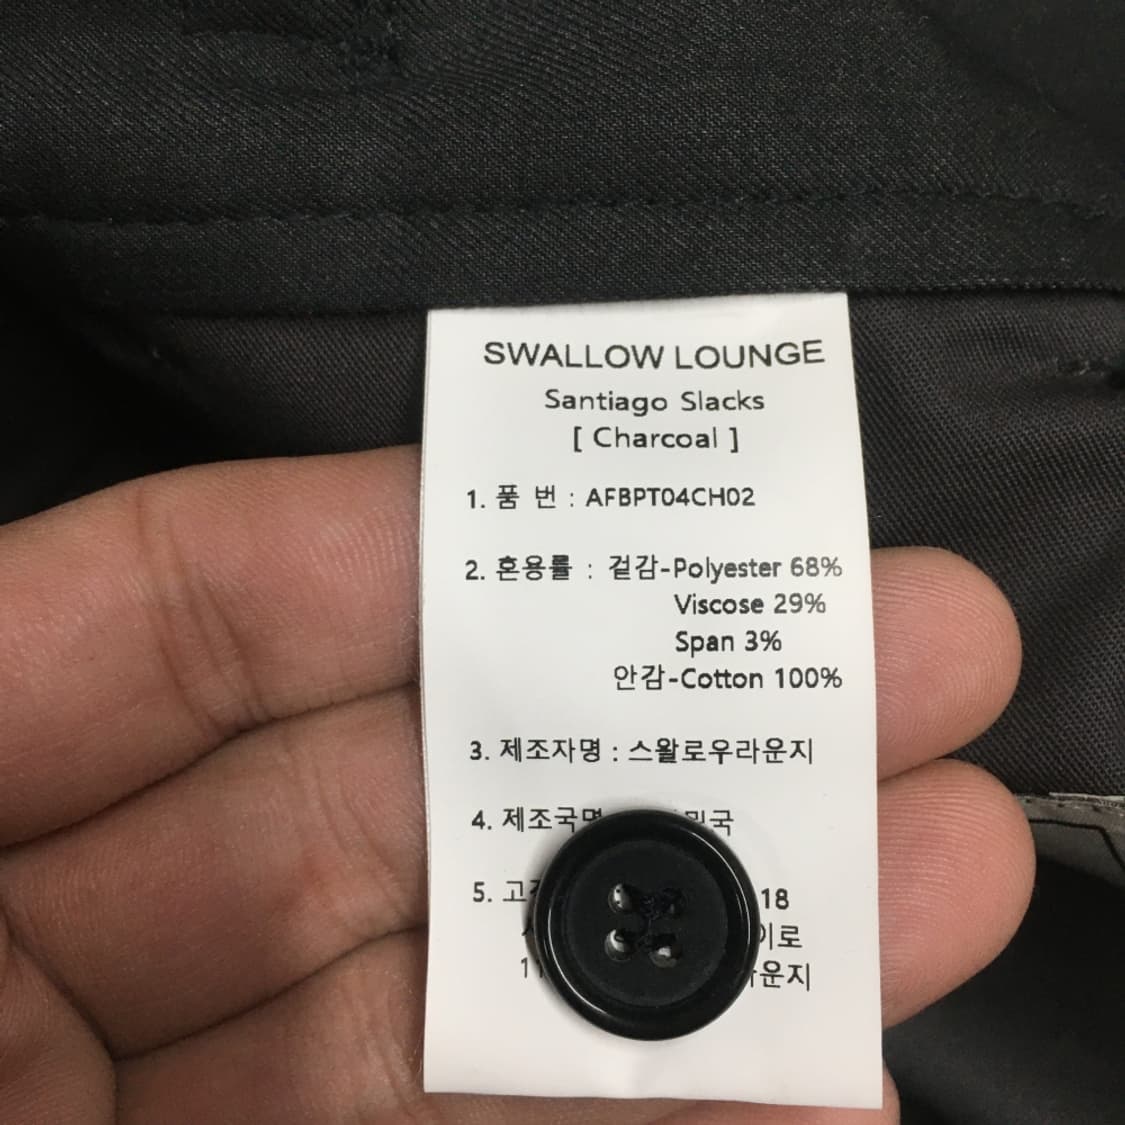 SWALLOW LOUNGE
Santiago Slacks
[ Charcoal ]
1. 품 번 : AFBPT04CH02
2. 혼용률 : 겉감-Polyester 68%
Viscose 29%
Span 3%
안감-Cotton 100%
3. 제조자명 : 스왈로우라운지
4. 제조국명
5.
18
이로
운지